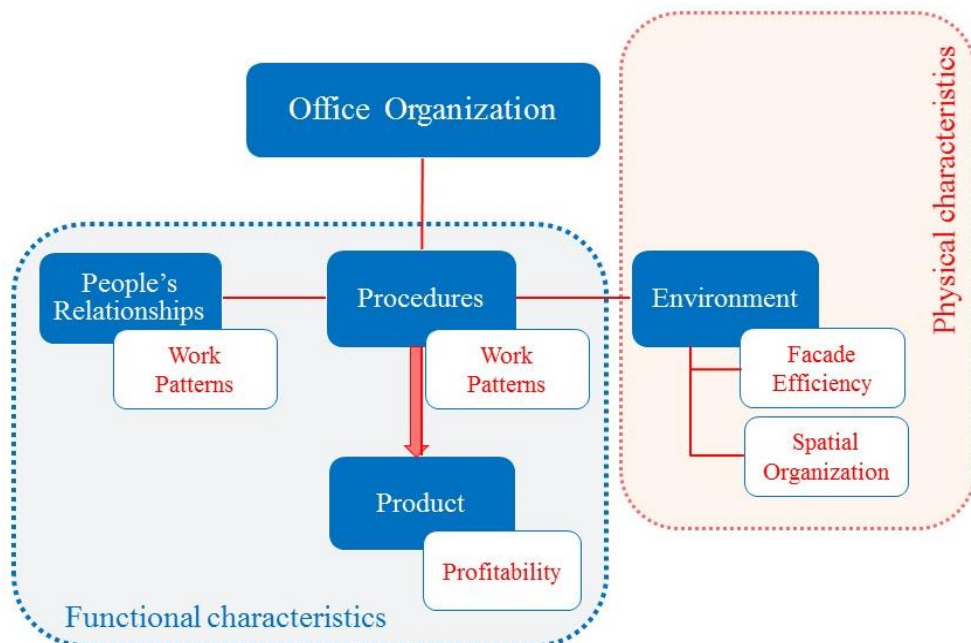 Office Organization
Physical characteristics
People's
Relationships
Work
Patterns
Procedures
Work
Patterns
Environment
Facade
Efficiency
Spatial
Organization
Product
Profitability
Functional characteristics